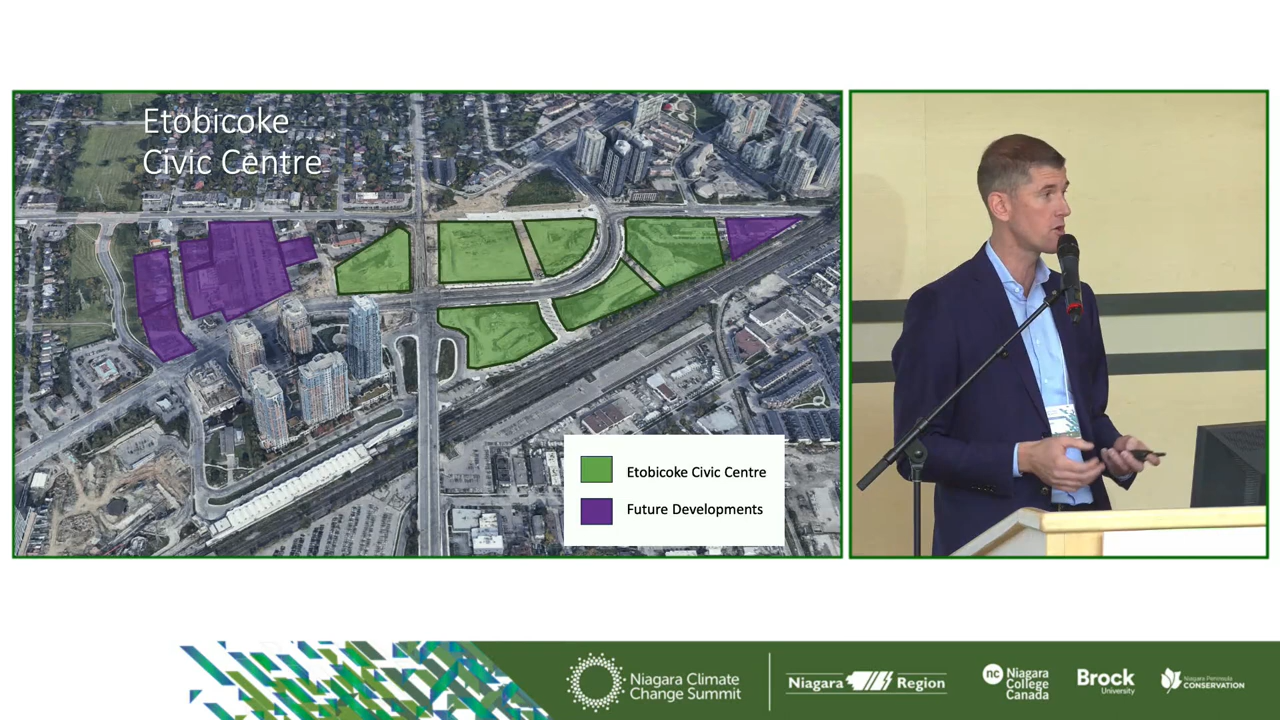 Etobicoke
Civic Centre
Etobicoke Civic Centre
Future Developments
Niagara Climate
Change Summit
Niagara Region
nc
Niagara
College
Canada
Brock
University
Niagara Peninsula
CONSERVATION